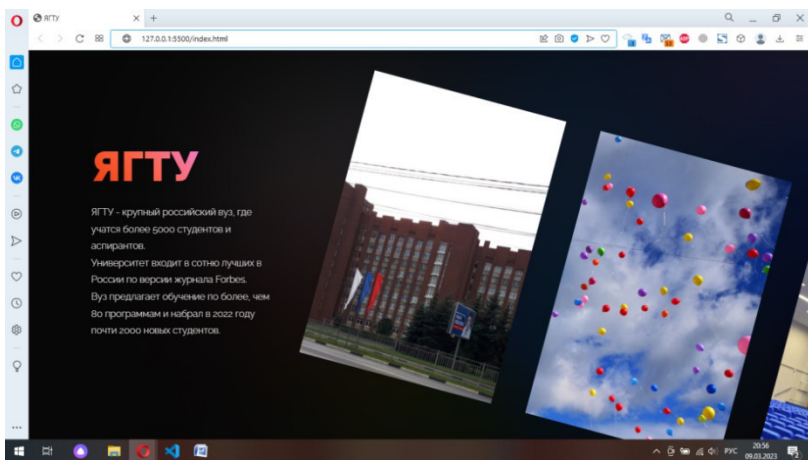 ЯГТУ
127.0.0.1:5500/index.html
ЯГТУ
ЯГТУ - крупный российский вуз, где
учатся более 5000 студентов и
аспирантов.
Университет входит в сотню лучших в
России по версии журнала Forbes.
Вуз предлагает обучение по более, чем
80 программам и набрал в 2022 году
почти 2000 новых студентов.
РУС
20:56
09.03.2023